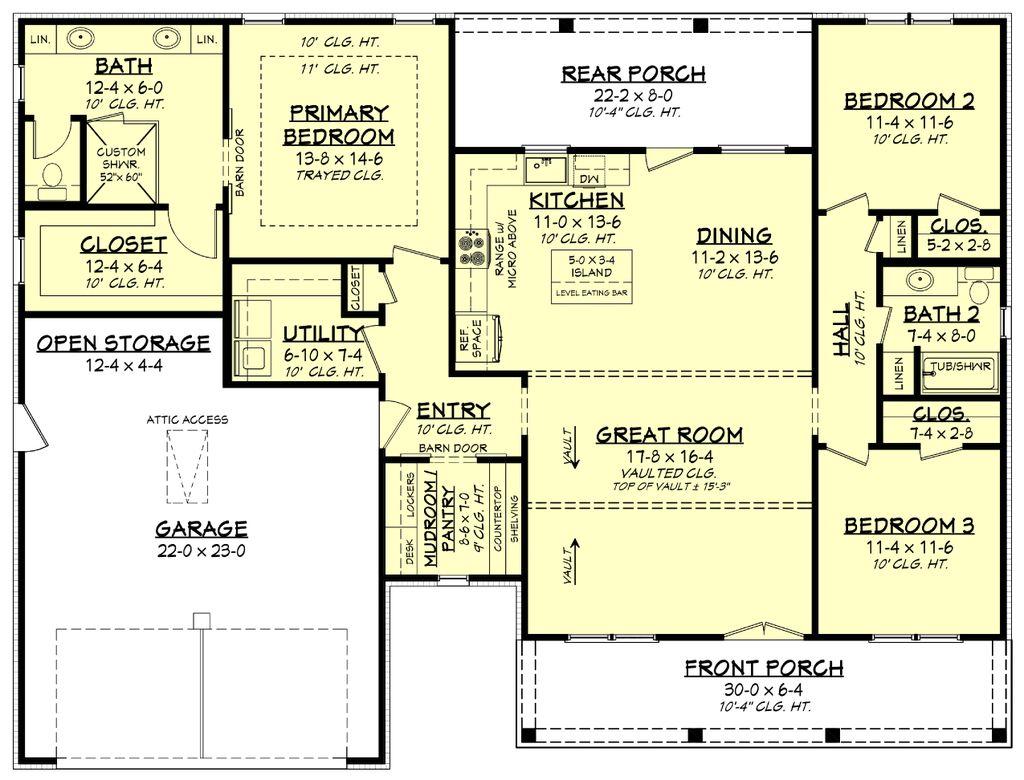 LIN.
LIN.
BATH
12-4 x 6-0
10' CLG. HT.
CUSTOM
SHWR.
52"x 60"
BARN DOOR
10' CLG. HT.
11' CLG. HT.
PRIMARY
BEDROOM
13-8 x 14-6
TRAYED CLG.
REAR PORCH
22-2 x 8-0
10'-4" CLG. HT.
BEDROOM 2
11-4 x 11-6
10' CLG. HT.
CLOSET
12-4 x 6-4
10' CLG. HT.
DW
KITCHEN
11-0 x 13-6
10' CLG. HT.
RANGE W/
MICRO ABOVE
5-0 x 3-4
ISLAND
LEVEL EATING BAR
REF.
SPACE
DINING
11-2 x 13-6
10' CLG. HT.
LINEN
CLOS.
5-2 x 2-8
HALL
10' CLG. HT.
BATH 2
7-4 x 8-0
LINEN
TUB/SHWR
CLOS.
7-4 x 2-8
CLOSET
UTILITY
6-10 x 7-4
10' CLG. HT.
OPEN STORAGE
12-4 x 4-4
ATTIC ACCESS
ENTRY
10' CLG. HT.
BARN DOOR
LOCKERS
DESK
MUDROOM /
PANTRY
8-6 x 7-0
9' CLG. HT.
COUNTERTOP
SHELVING
VAULT
GREAT ROOM
17-8 x 16-4
VAULTED CLG.
TOP OF VAULT ± 15'-3"
VAULT
GARAGE
22-0 x 23-0
BEDROOM 3
11-4 x 11-6
10' CLG. HT.
FRONT PORCH
30-0 x 6-4
10'-4" CLG. HT.